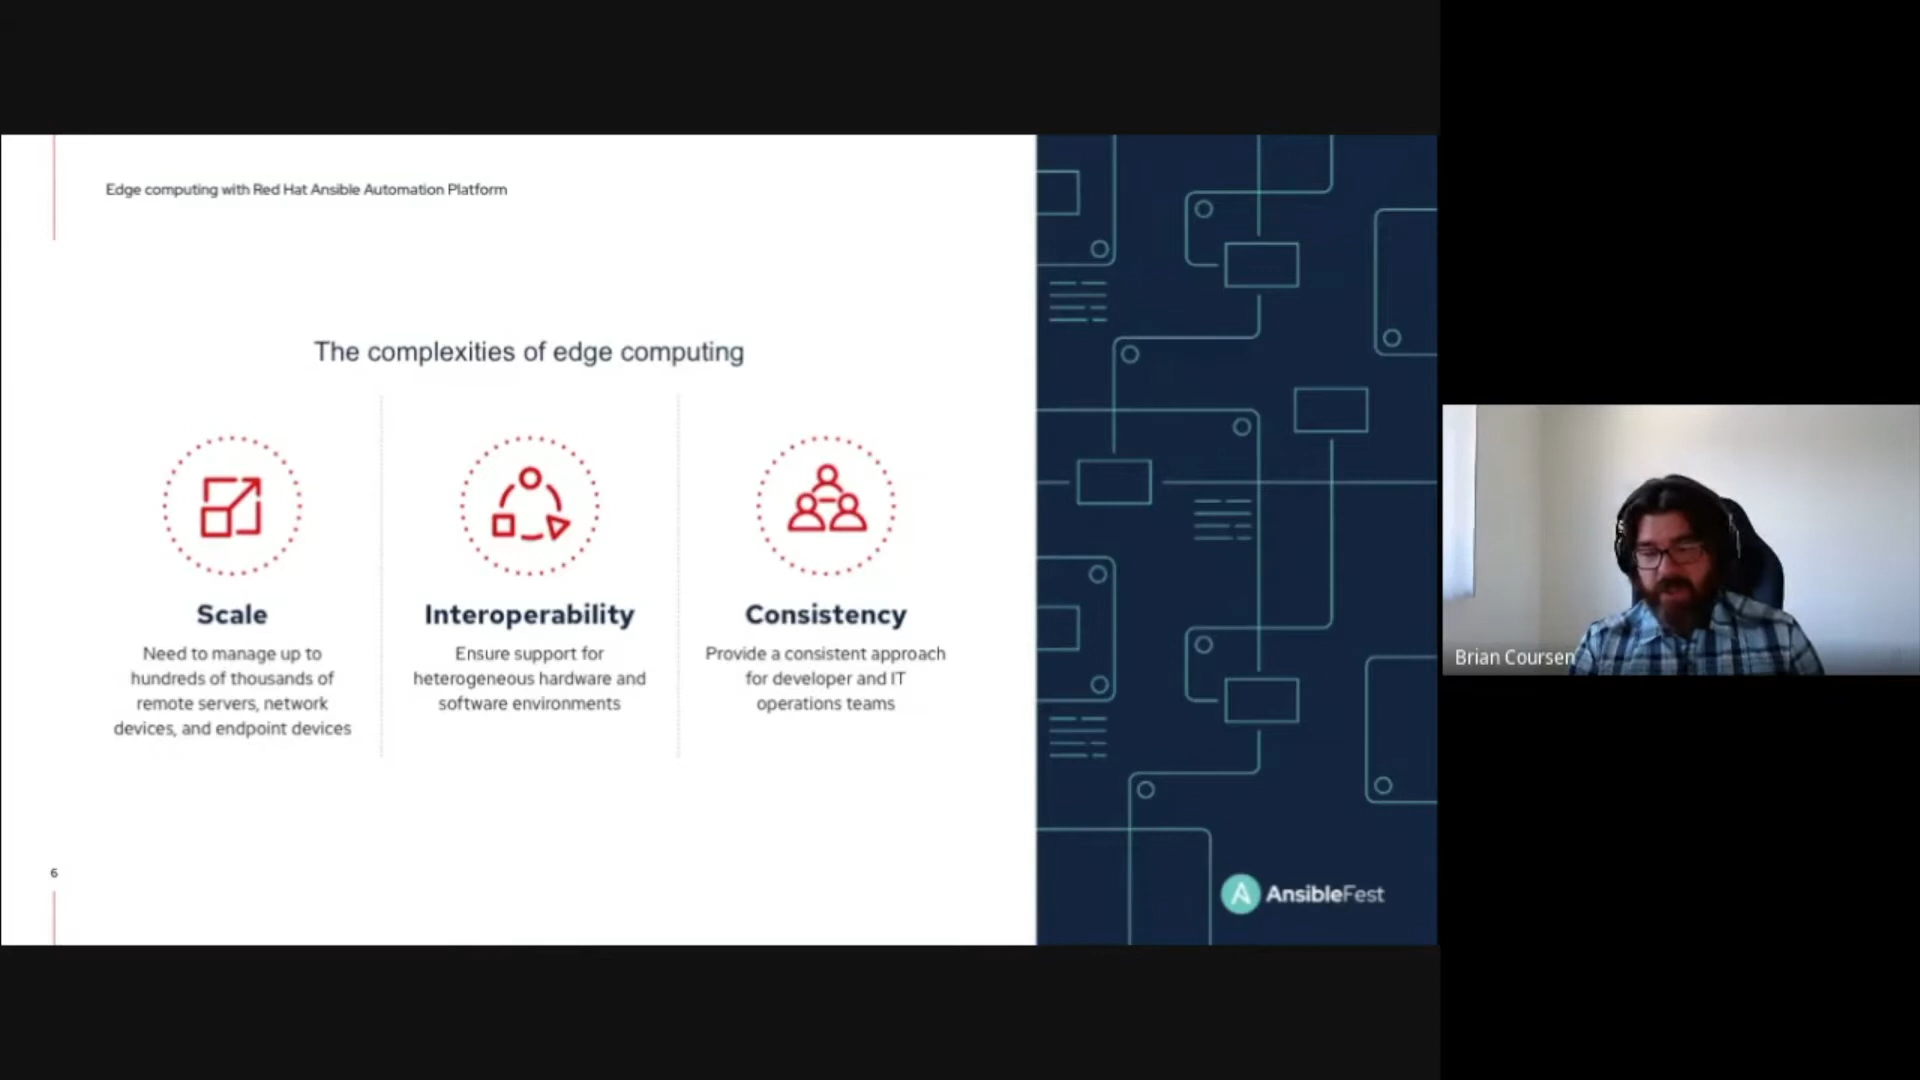 Edge computing with Red Hat Ansible Automation Platform
The complexities of edge computing
Scale
Need to manage up to
hundreds of thousands of
remote servers, network
devices, and endpoint devices
Interoperability
Ensure support for
heterogeneous hardware and
software environments
Consistency
Provide a consistent approach
for developer and IT
operations teams
6
A AnsibleFest
Brian Coursen